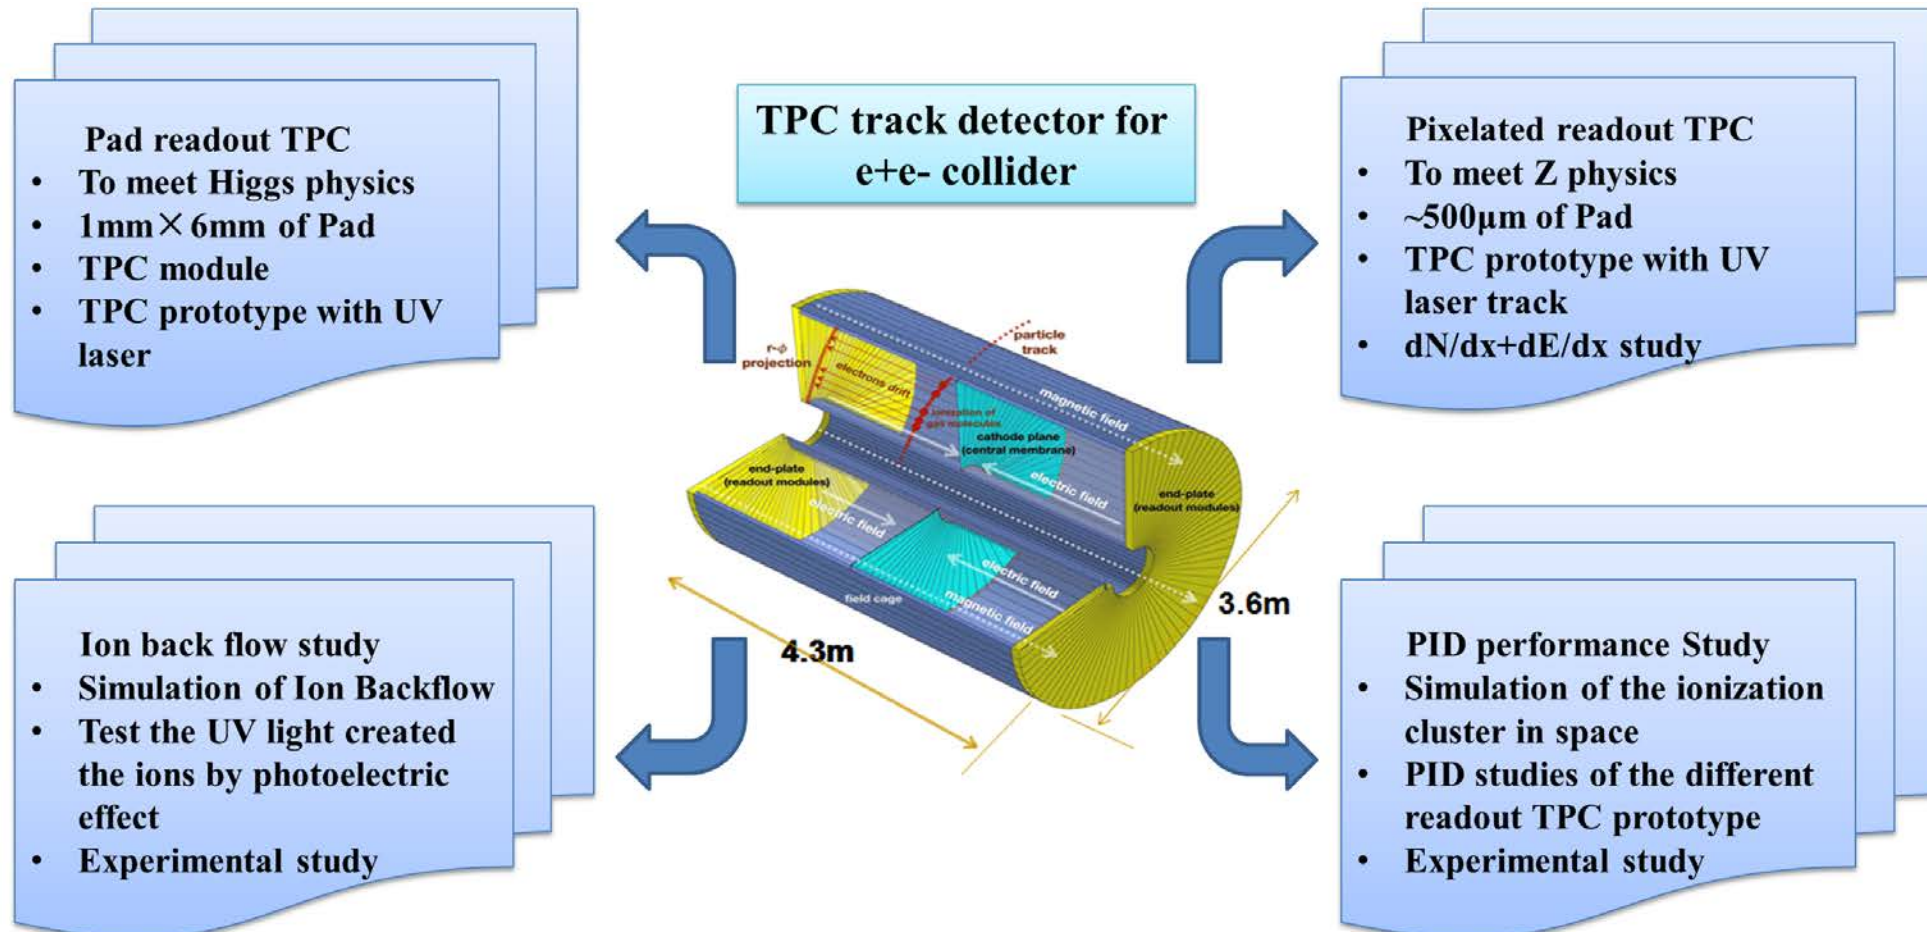 Pad readout TPC
• To meet Higgs physics
• 1mm×6mm of Pad
• TPC module
• TPC prototype with UV
laser
TPC track detector for
e+e- collider
Pixelated readout TPC
• To meet Z physics
• ~500μm of Pad
• TPC prototype with UV
laser track
• dN/dx+dE/dx study
r-ϕ
projection
electrons drift
particle
track
ionization of
gas molecules
magnetic field
cathode plane
(central membrane)
electric field
end-plate
(readout modules)
end-plate
(readout modules)
electric field
electric field
magnetic field
field cage
4.3m
3.6m
Ion back flow study
• Simulation of Ion Backflow
• Test the UV light created
the ions by photoelectric
effect
• Experimental study
PID performance Study
• Simulation of the ionization
cluster in space
• PID studies of the different
readout TPC prototype
• Experimental study